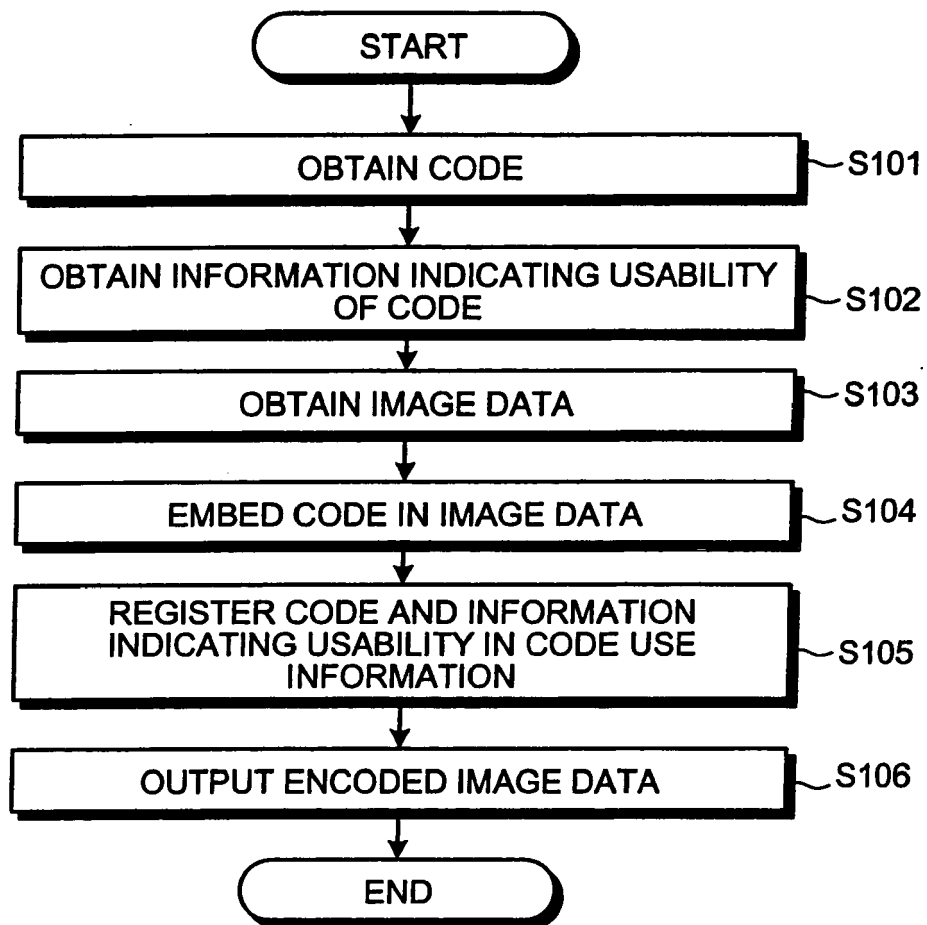 START
OBTAIN CODE
S101
OBTAIN INFORMATION INDICATING USABILITY
OF CODE
S102
OBTAIN IMAGE DATA
S103
EMBED CODE IN IMAGE DATA
S104
REGISTER CODE AND INFORMATION
INDICATING USABILITY IN CODE USE
INFORMATION
S105
OUTPUT ENCODED IMAGE DATA
S106
END